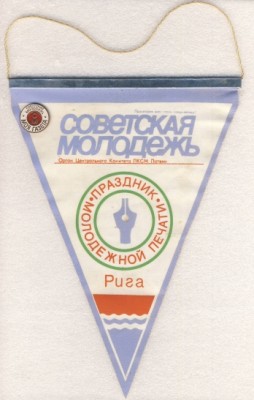 СОВЕТСКАЯ
МОЛОДЕЖЬ
Орган Центрального Комитета ЛКСМ Латвии
ПРАЗДНИК • МОЛОДЕЖНОЙ ПЕЧАТИ •
Рига